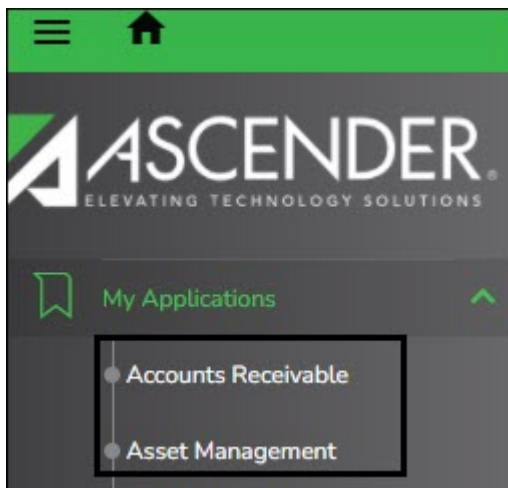 ASCENDER®
ELEVATING TECHNOLOGY SOLUTIONS
My Applications
Accounts Receivable
Asset Management